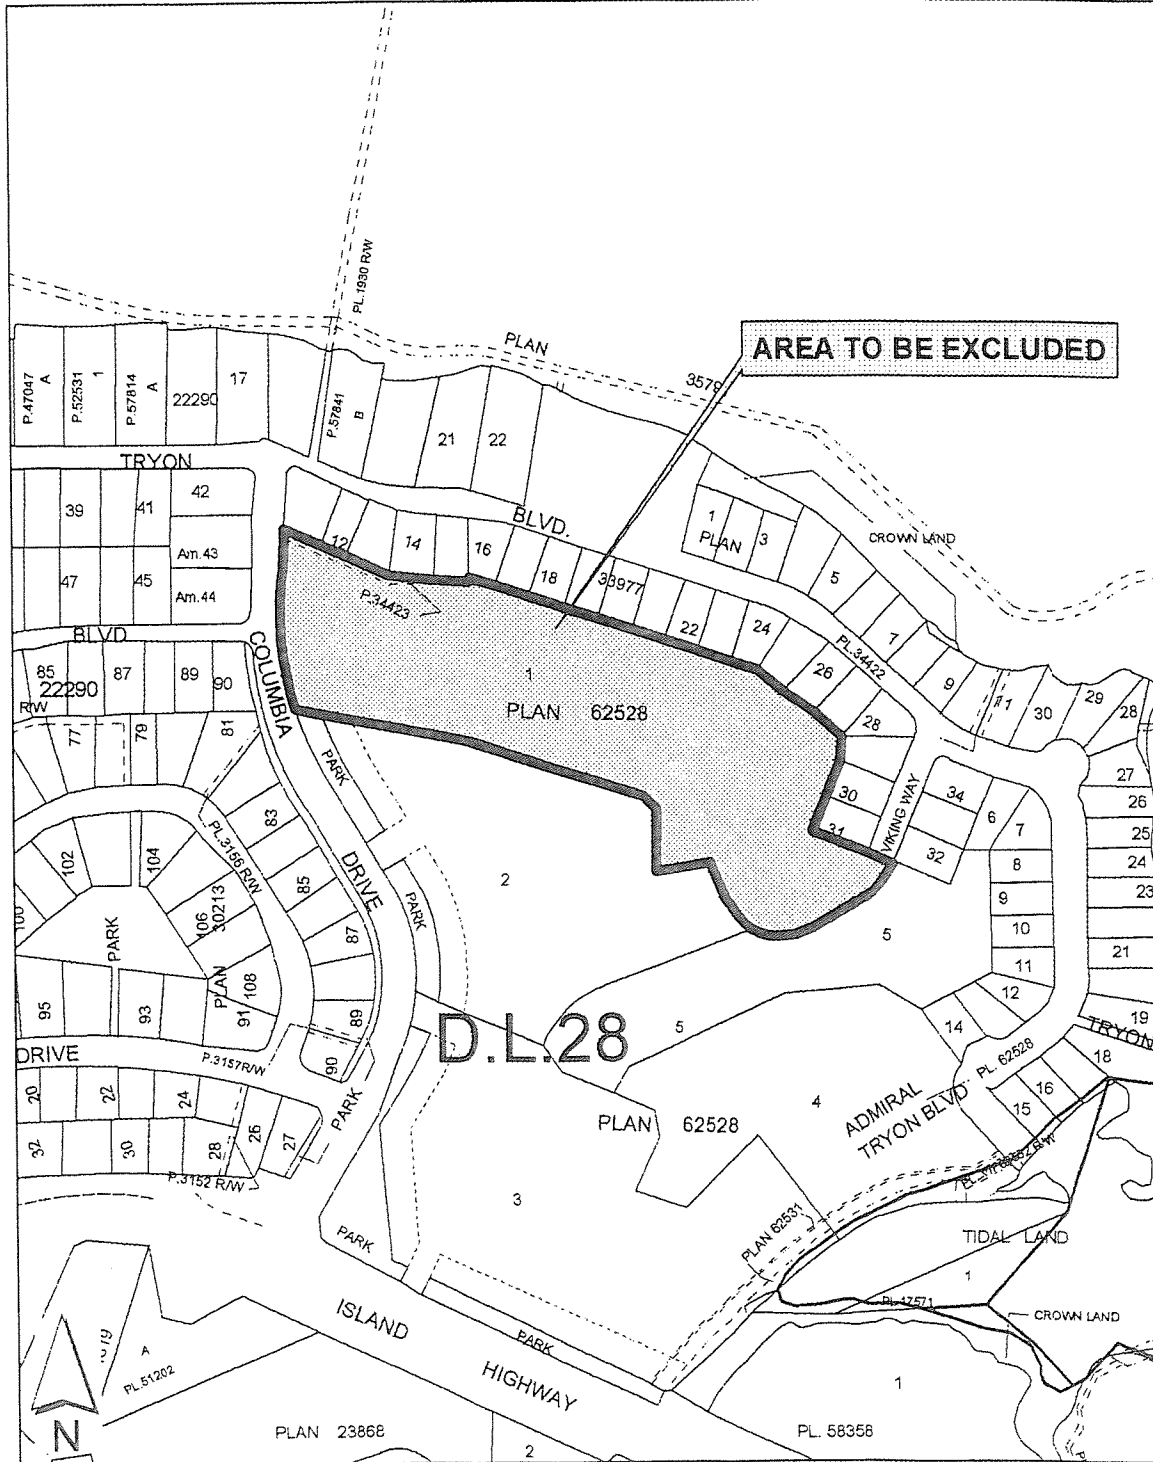 PL.1930 R/W
PLAN
3579
AREA TO BE EXCLUDED
P.47047
A
P.52531
1
P.57814
A
22290
17
P.57841
B
21
22
TRYON
BLVD.
39
41
42
Am.43
47
45
Am.44
12
14
16
18
33977
22
24
26
28
1
PLAN
3
CROWN LAND
5
7
9
PL.34422
P.34423
BLVD
COLUMBIA
DRIVE
85
22290
87
89
90
R/W
77
79
81
1
PLAN 62528
11
30
29
28
27
26
25
24
23
21
19
VIKING WAY
30
31
34
32
6
7
8
9
10
11
12
14
PARK
PARK
83
85
87
89
90
PL.3156 R/W
102
104
106
30213
PLAN
108
100
PARK
95
93
91
2
5
5
D.L.28
DRIVE
P.3157R/W
20
22
24
26
27
32
30
28
P.3152 R/W
PARK
PLAN 62528
4
ADMIRAL
TRYON BLVD
PL. 62528
TRYON
18
16
15
3
PLAN 62531
TIDAL LAND
1
PL.17571
CROWN LAND
PARK
ISLAND
HIGHWAY
PARK
A
PL.51202
N
PLAN 23868
2
1
PL. 58358